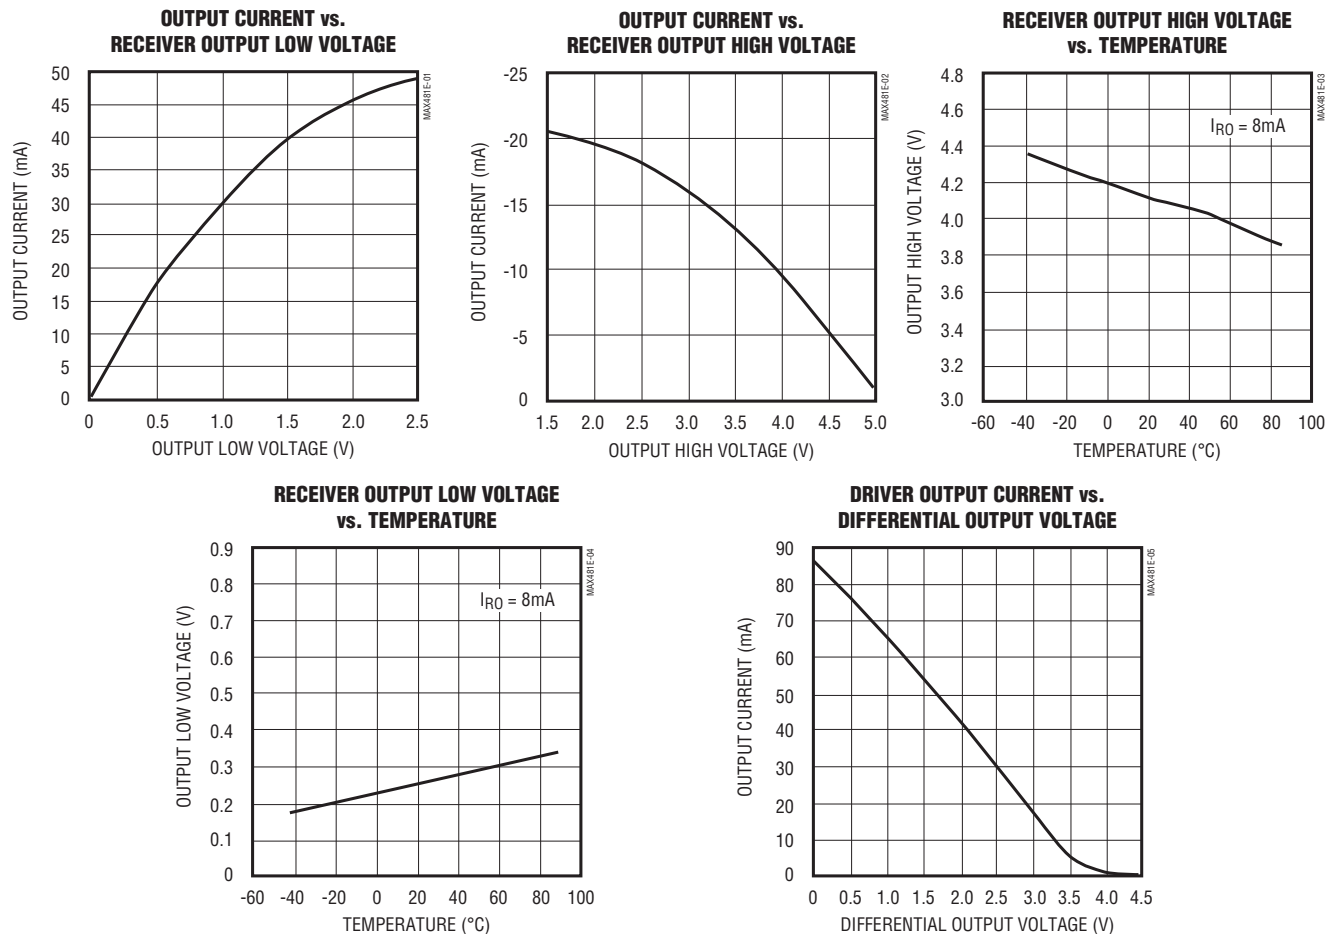 OUTPUT CURRENT vs.
RECEIVER OUTPUT LOW VOLTAGE
50
45
40
35
30
25
20
15
10
5
0
OUTPUT CURRENT (mA)
0 0.5 1.0 1.5 2.0 2.5
OUTPUT LOW VOLTAGE (V)
MAX481E-01
OUTPUT CURRENT vs.
RECEIVER OUTPUT HIGH VOLTAGE
-25
-20
-15
-10
-5
0
OUTPUT CURRENT (mA)
1.5 2.0 2.5 3.0 3.5 4.0 4.5 5.0
OUTPUT HIGH VOLTAGE (V)
MAX481E-02
RECEIVER OUTPUT HIGH VOLTAGE
vs. TEMPERATURE
4.8
4.6
4.4
4.2
4.0
3.8
3.6
3.4
3.2
3.0
OUTPUT HIGH VOLTAGE (V)
IRO = 8mA
-60 -40 -20 0 20 40 60 80 100
TEMPERATURE (°C)
MAX481E-03
RECEIVER OUTPUT LOW VOLTAGE
vs. TEMPERATURE
0.9
0.8
0.7
0.6
0.5
0.4
0.3
0.2
0.1
0
OUTPUT LOW VOLTAGE (V)
IRO = 8mA
-60 -40 -20 0 20 40 60 80 100
TEMPERATURE (°C)
MAX481E-04
DRIVER OUTPUT CURRENT vs.
DIFFERENTIAL OUTPUT VOLTAGE
90
80
70
60
50
40
30
20
10
0
OUTPUT CURRENT (mA)
0 0.5 1.0 1.5 2.0 2.5 3.0 3.5 4.0 4.5
DIFFERENTIAL OUTPUT VOLTAGE (V)
MAX481E-05